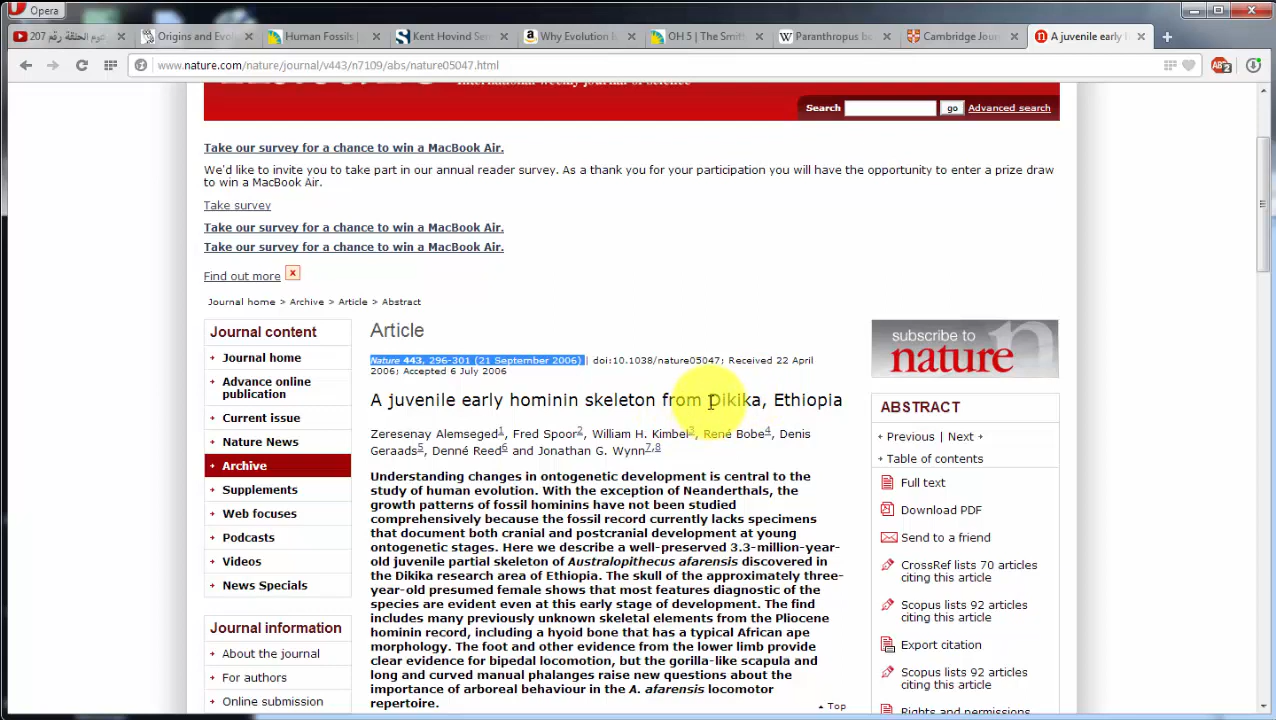 Opera
207 الحلقة رقم
Origins and Evol
Human Fossils |
Kent Hovind Ser
Why Evolution I
OH 5 | The Smith
Paranthropus bo
Cambridge Jour
A juvenile early h
www.nature.com/nature/journal/v443/n7109/abs/nature05047.html
International weekly journal of science
Search
go
Advanced search
Take our survey for a chance to win a MacBook Air.
We'd like to invite you to take part in our annual reader survey. As a thank you for your participation you will have the opportunity to enter a prize draw
to win a MacBook Air.
Take survey
Take our survey for a chance to win a MacBook Air.
Take our survey for a chance to win a MacBook Air.
Find out more
x
Journal home > Archive > Article > Abstract
Journal content
Journal home
Advance online
publication
Current issue
Nature News
Archive
Supplements
Web focuses
Podcasts
Videos
News Specials
Journal information
About the journal
For authors
Online submission
Article
Nature 443, 296-301 (21 September 2006) | doi:10.1038/nature05047; Received 22 April
2006; Accepted 6 July 2006
A juvenile early hominin skeleton from Dikika, Ethiopia
Zeresenay Alemseged1, Fred Spoor2, William H. Kimbel3, René Bobe4, Denis
Geraads5, Denné Reed6 and Jonathan G. Wynn7,8
Understanding changes in ontogenetic development is central to the
study of human evolution. With the exception of Neanderthals, the
growth patterns of fossil hominins have not been studied
comprehensively because the fossil record currently lacks specimens
that document both cranial and postcranial development at young
ontogenetic stages. Here we describe a well-preserved 3.3-million-year-
old juvenile partial skeleton of Australopithecus afarensis discovered in
the Dikika research area of Ethiopia. The skull of the approximately three-
year-old presumed female shows that most features diagnostic of the
species are evident even at this early stage of development. The find
includes many previously unknown skeletal elements from the Pliocene
hominin record, including a hyoid bone that has a typical African ape
morphology. The foot and other evidence from the lower limb provide
clear evidence for bipedal locomotion, but the gorilla-like scapula and
long and curved manual phalanges raise new questions about the
importance of arboreal behaviour in the A. afarensis locomotor
repertoire.
Top
subscribe to
nature
ABSTRACT
Previous | Next
Table of contents
Full text
Download PDF
Send to a friend
CrossRef lists 70 articles
citing this article
Scopus lists 92 articles
citing this article
Export citation
Scopus lists 92 articles
citing this article
Rights and permissions